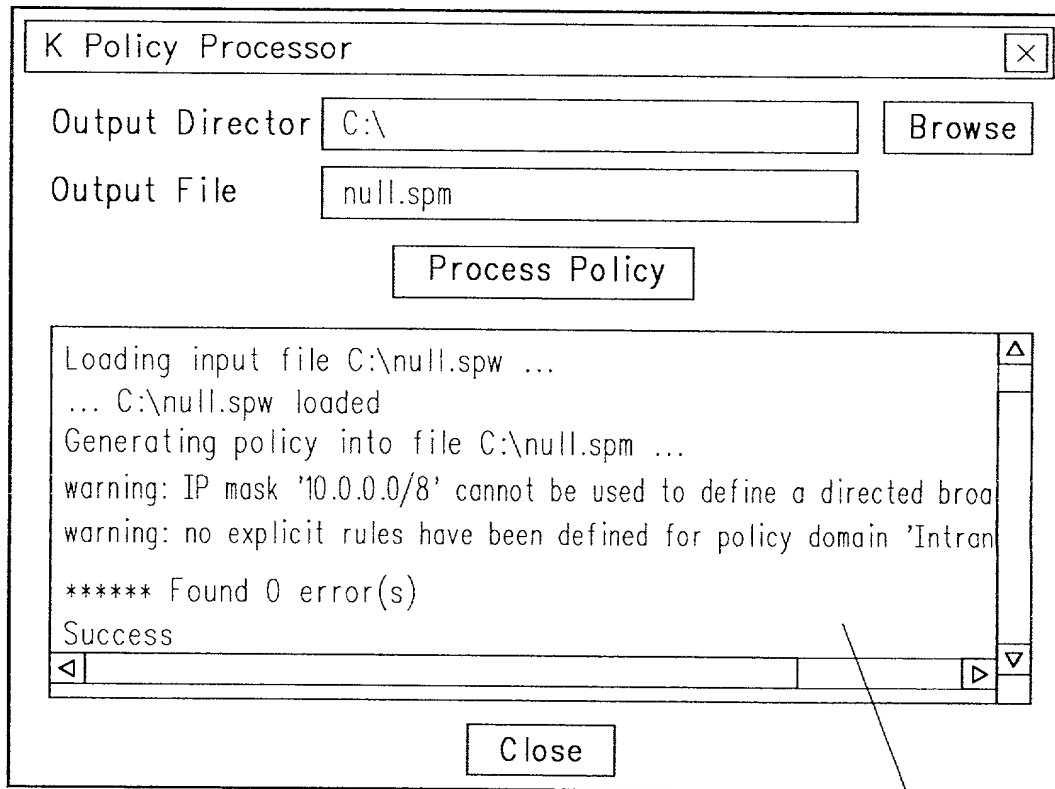 K Policy Processor
Output Director C:\ Browse
Output File null.spm
Process Policy
Loading input file C:\null.spw ...
... C:\null.spw loaded
Generating policy into file C:\null.spm ...
warning: IP mask '10.0.0.0/8' cannot be used to define a directed broa
warning: no explicit rules have been defined for policy domain 'Intran
****** Found 0 error(s)
Success
Close